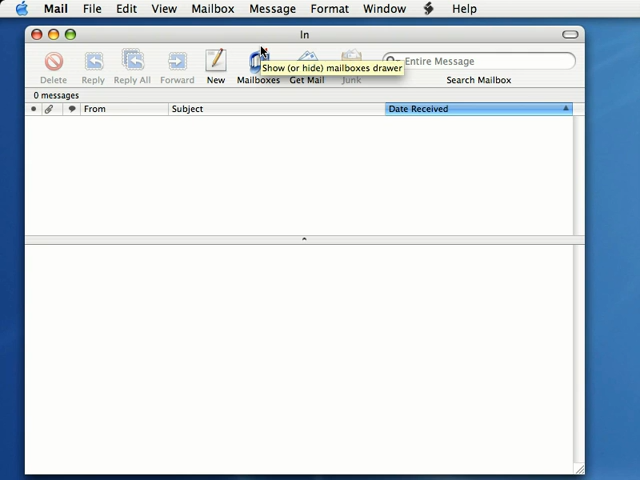 Mail File Edit View Mailbox Message Format Window Help
In
Entire Message
Show (or hide) mailboxes drawer
Delete Reply Reply All Forward New Mailboxes Get Mail Junk Search Mailbox
0 messages
From Subject Date Received